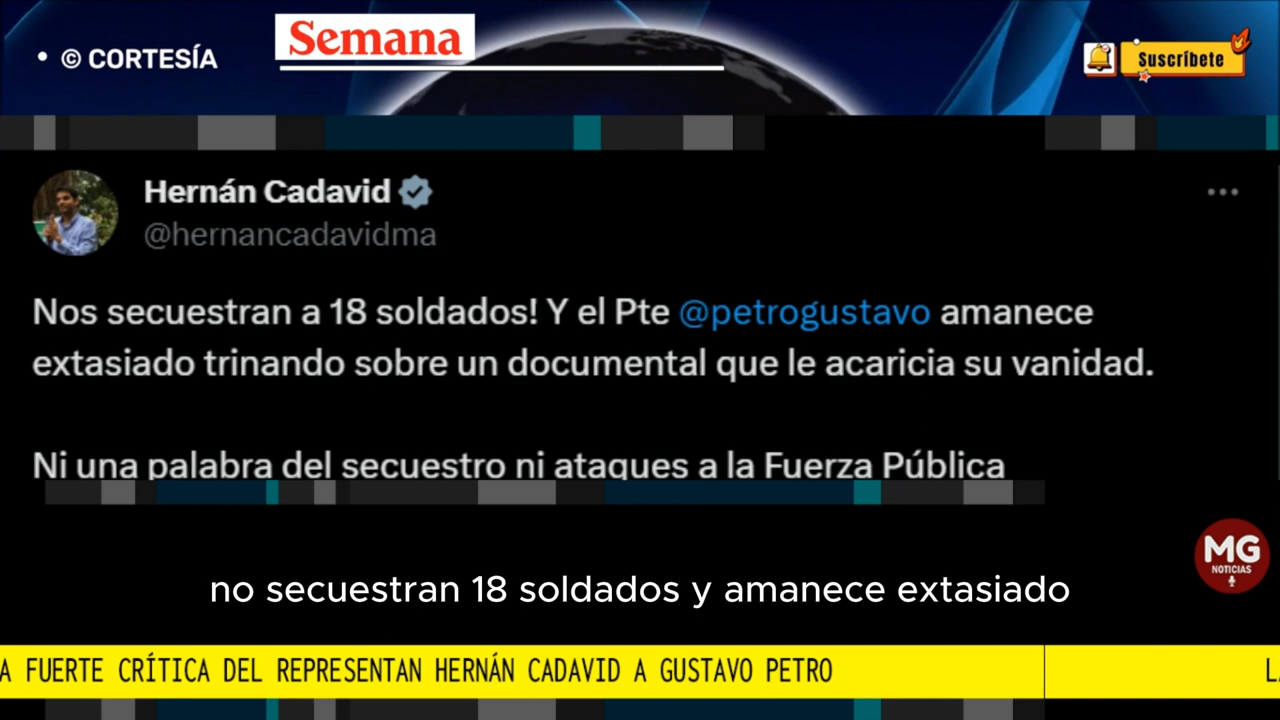 • © CORTESÍA
Semana
Suscríbete
Hernán Cadavid
@hernancadavidma
Nos secuestran a 18 soldados! Y el Pte @petrogustavo amanece
extasiado trinando sobre un documental que le acaricia su vanidad.
Ni una palabra del secuestro ni ataques a la Fuerza Pública
MG
NOTICIAS
no secuestran 18 soldados y amanece extasiado
A FUERTE CRÍTICA DEL REPRESENTAN HERNÁN CADAVID A GUSTAVO PETRO